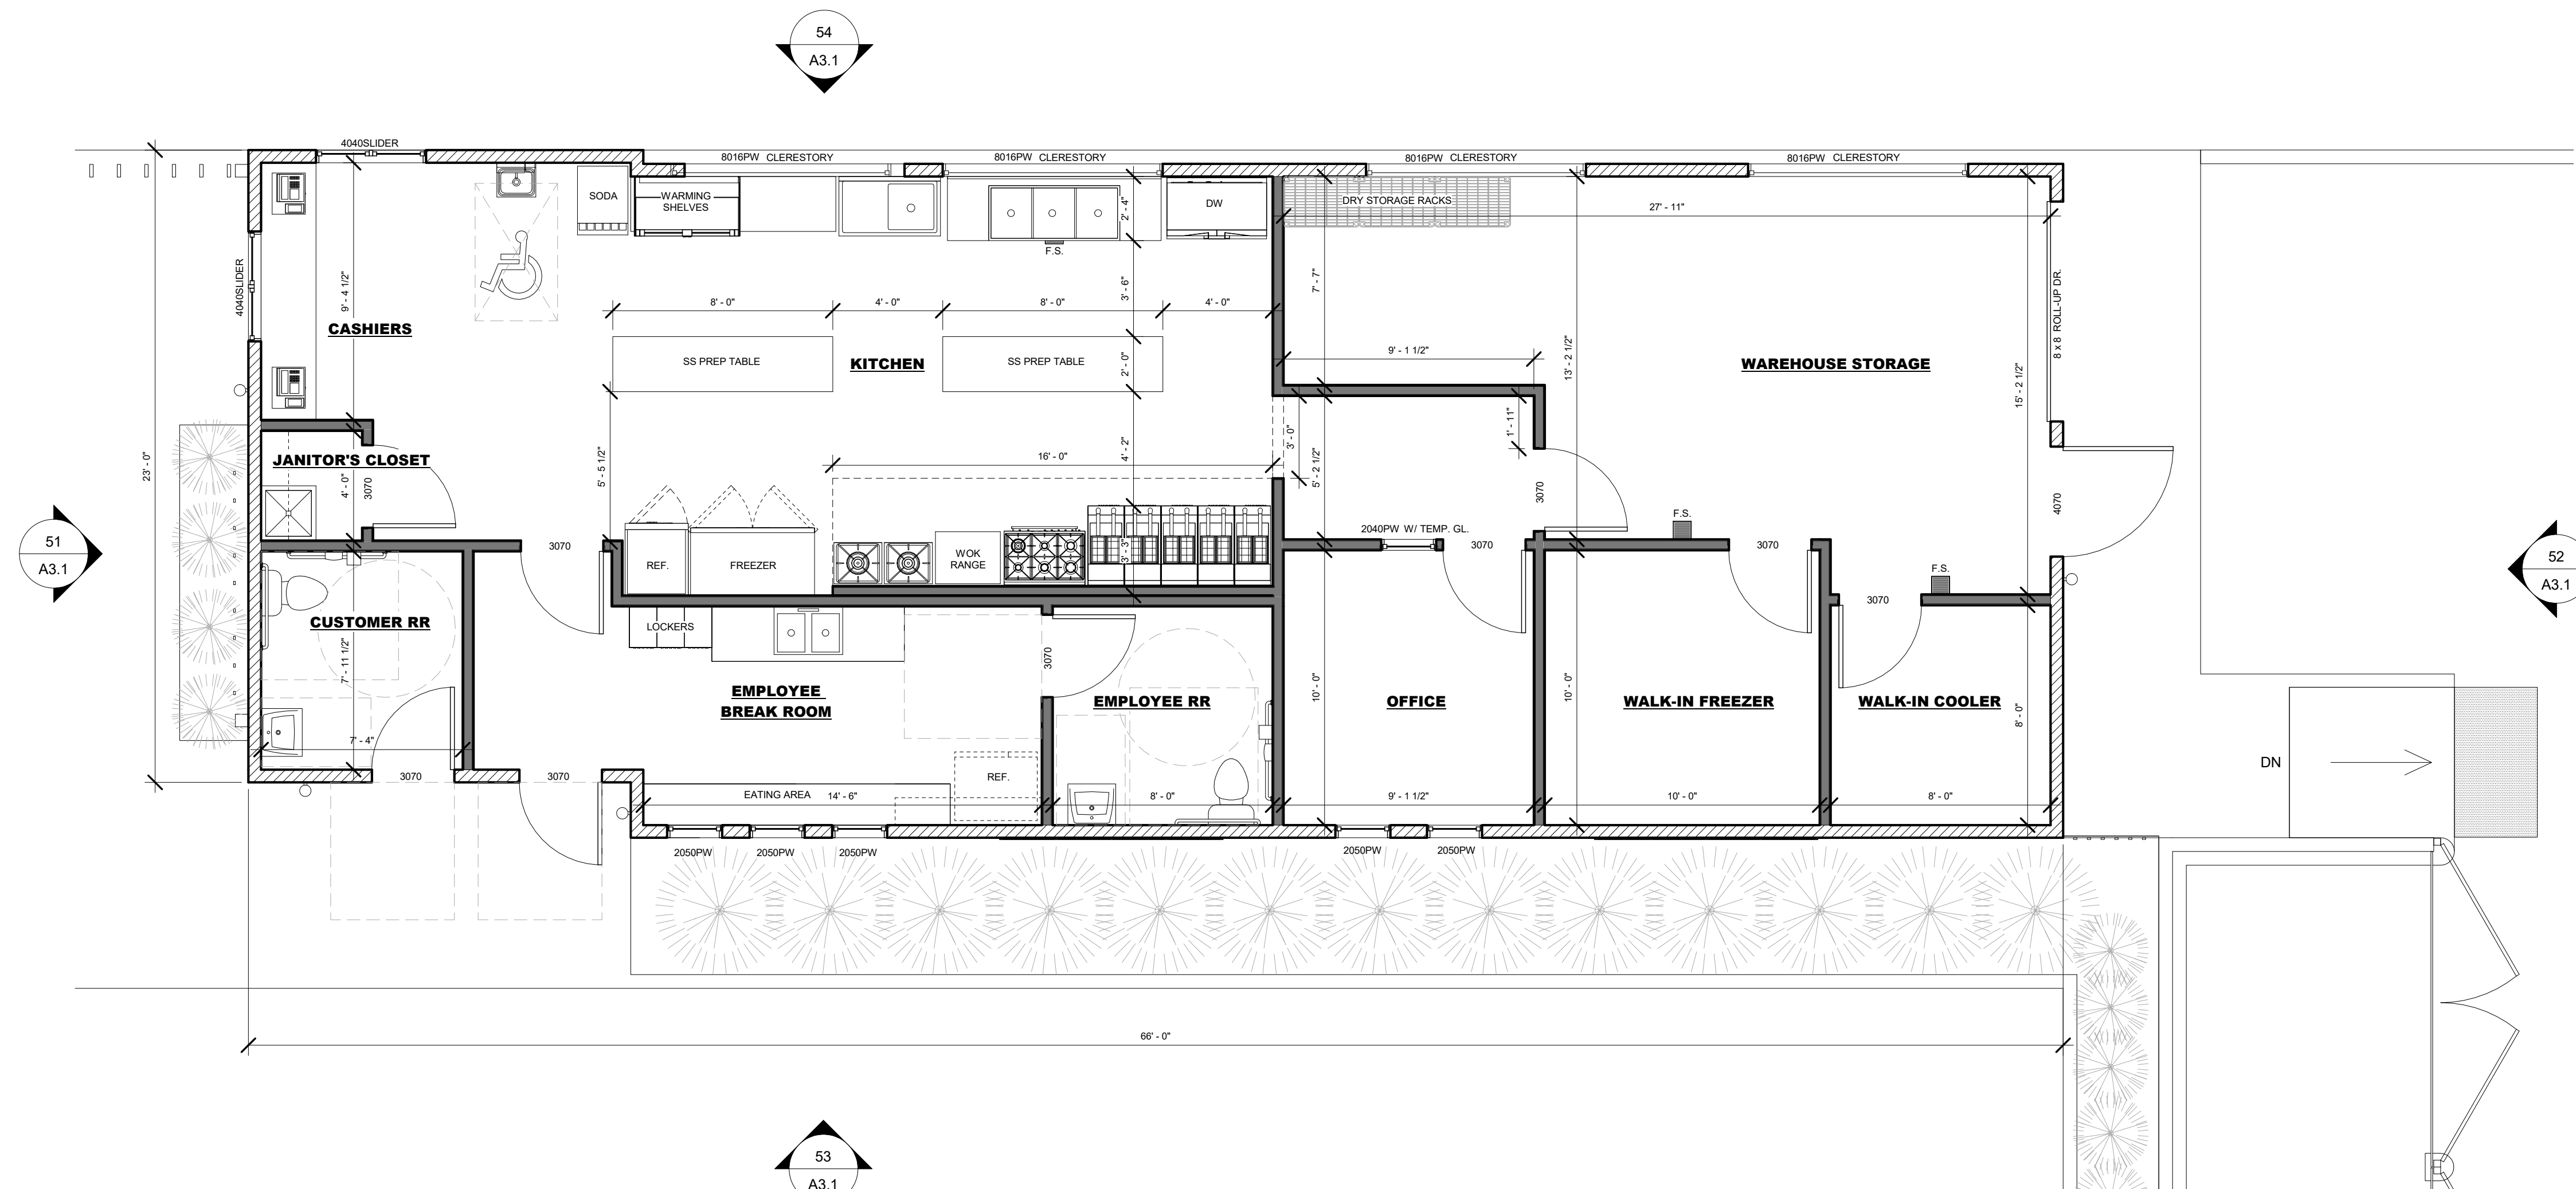 54
A3.1
4040SLIDER
8016PW CLERESTORY
8016PW CLERESTORY
8016PW CLERESTORY
8016PW CLERESTORY
SODA
WARMING
SHELVES
2' - 4"
DW
DRY STORAGE RACKS
27' - 11"
F.S.
4040SLIDER
9' - 4 1/2"
3' - 6"
7' - 7"
8 x 8 ROLL-UP DR.
8' - 0"
4' - 0"
8' - 0"
4' - 0"
CASHIERS
SS PREP TABLE
KITCHEN
SS PREP TABLE
2' - 0"
9' - 1 1/2"
13' - 2 1/2"
WAREHOUSE STORAGE
15' - 2 1/2"
1' - 11"
23' - 0"
JANITOR'S CLOSET
4' - 0"
3070
5' - 5 1/2"
16' - 0"
4' - 2"
3' - 0"
5' - 2 1/2"
3070
4070
F.S.
2040PW W/ TEMP. GL.
51
A3.1
3070
REF.
FREEZER
WOK
RANGE
3' - 3"
3070
3070
F.S.
52
A3.1
3070
CUSTOMER RR
7' - 11 1/2"
LOCKERS
3070
EMPLOYEE
BREAK ROOM
EMPLOYEE RR
10' - 0"
OFFICE
10' - 0"
WALK-IN FREEZER
WALK-IN COOLER
8' - 0"
7' - 4"
3070
3070
REF.
DN
EATING AREA
14' - 6"
8' - 0"
9' - 1 1/2"
10' - 0"
8' - 0"
2050PW
2050PW
2050PW
2050PW
2050PW
66' - 0"
53
A3.1